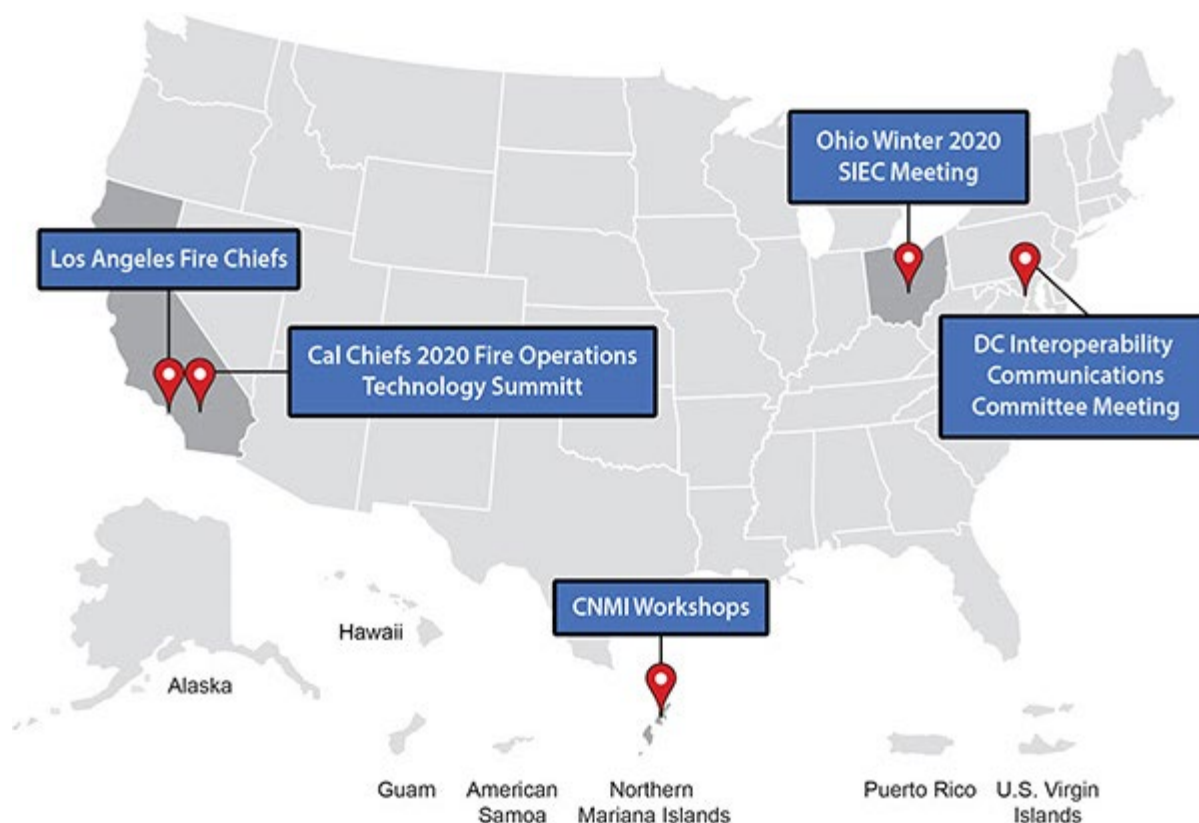 Ohio Winter 2020
SIEC Meeting
Los Angeles Fire Chiefs
Cal Chiefs 2020 Fire Operations
Technology Summitt
DC Interoperability
Communications
Committee Meeting
CNMI Workshops
Hawaii
Alaska
Guam
American
Samoa
Northern
Mariana Islands
Puerto Rico
U.S. Virgin
Islands